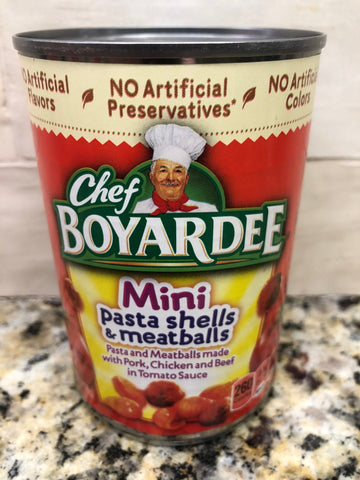 NO Artificial
Flavors
NO Artificial
Preservatives*
NO Artificial
Colors
Chef
BOYARDEE
Mini
pasta shells
& meatballs
Pasta and Meatballs made
with Pork, Chicken and Beef
in Tomato Sauce
260